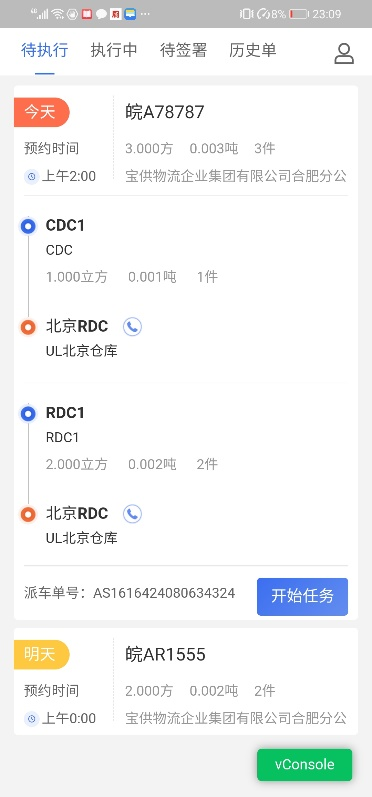 8% 23:09
待执行 执行中 待签署 历史单
今天 皖A78787
预约时间 3.000方 0.003吨 3件
上午2:00 宝供物流企业集团有限公司合肥分公
CDC1
CDC
1.000立方 0.001吨 1件
北京RDC
UL北京仓库
RDC1
RDC1
2.000立方 0.002吨 2件
北京RDC
UL北京仓库
派车单号：AS1616424080634324 开始任务
明天 皖AR1555
预约时间 2.000方 0.002吨 2件
上午0:00 宝供物流企业集团有限公司合肥分公
vConsole